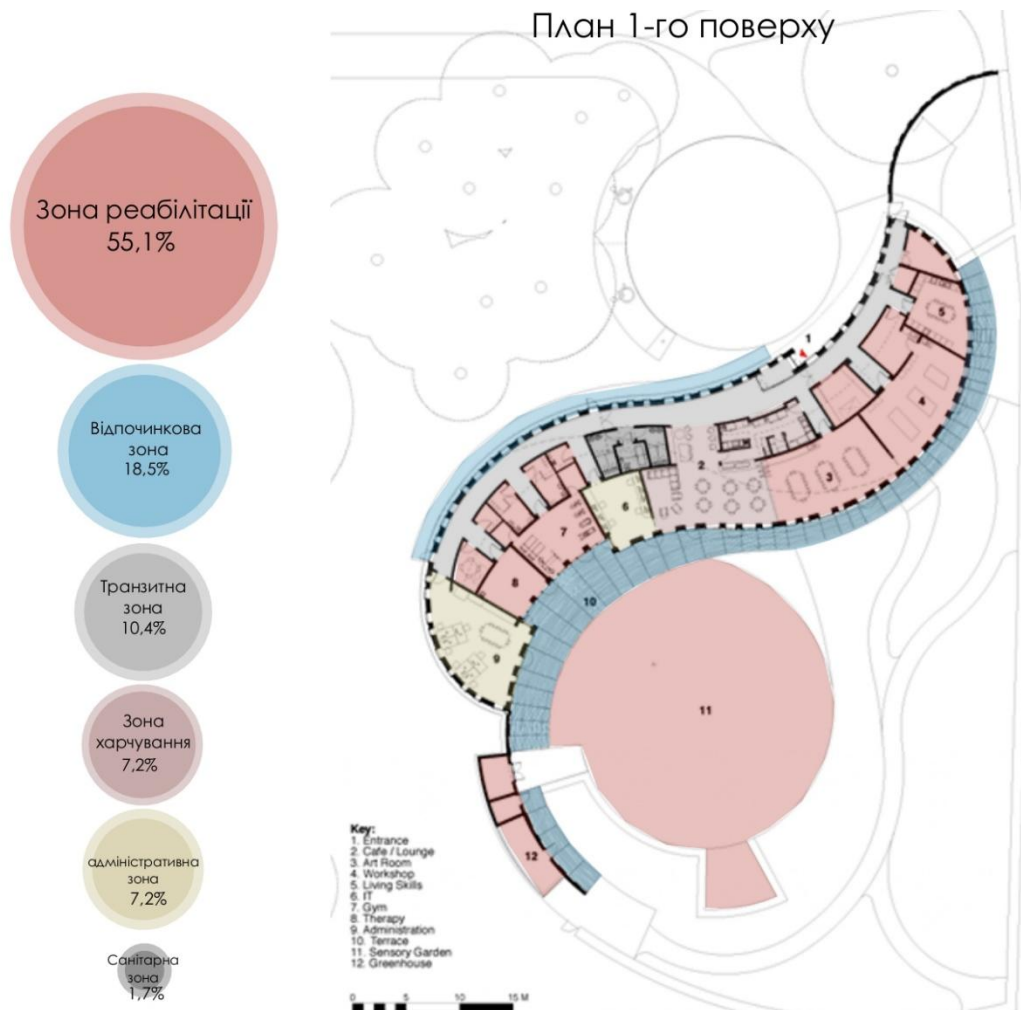 План 1-го поверху
Зона реабілітації
55,1%
Відпочинкова
зона
18,5%
Транзитна
зона
10,4%
Зона
харчування
7,2%
адміністративна
зона
7,2%
Санітарна
зона
1,7%
1
5
4
3
2
6
7
8
10
9
11
12
Key:
1. Entrance
2. Cafe / Lounge
3. Art Room
4. Workshop
5. Living Skills
6. IT
7. Gym
8. Therapy
9. Administration
10. Terrace
11. Sensory Garden
12. Greenhouse
0 5 10 15 M